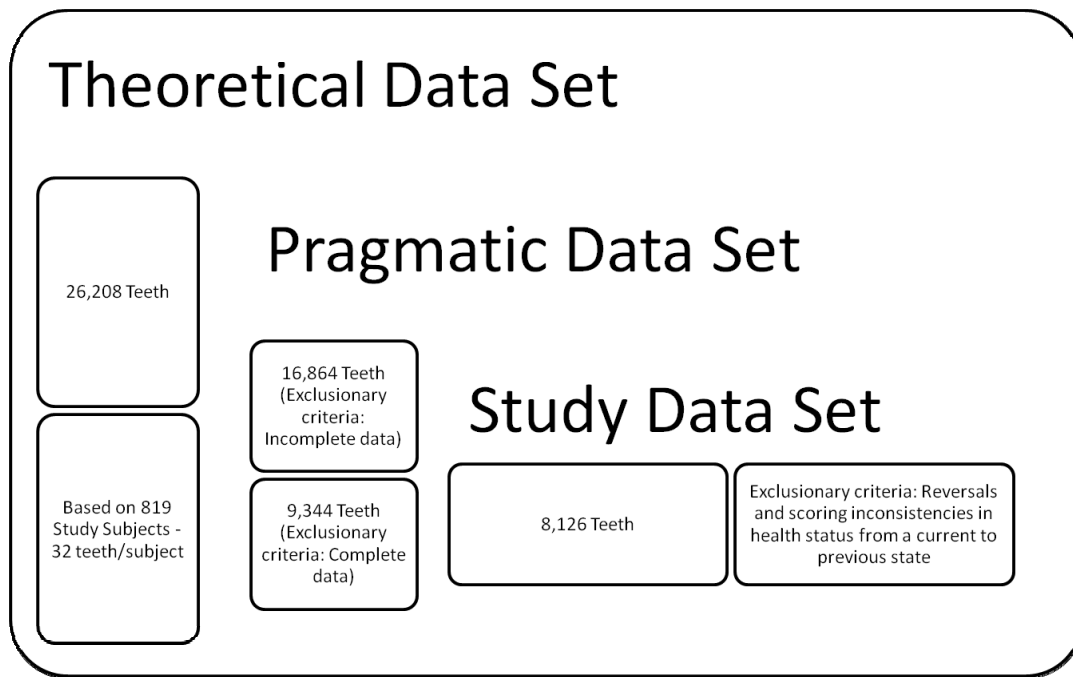 Theoretical Data Set
26,208 Teeth
Based on 819
Study Subjects -
32 teeth/subject
Pragmatic Data Set
16,864 Teeth
(Exclusionary
criteria:
Incomplete data)
9,344 Teeth
(Exclusionary
criteria: Complete
data)
Study Data Set
8,126 Teeth
Exclusionary criteria: Reversals
and scoring inconsistencies in
health status from a current to
previous state